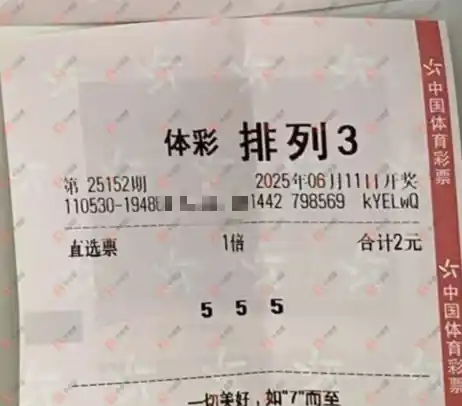 体彩 排列3
第 25152期 2025年06月11日开奖
110530-1948 1442 798569 kYELwQ
直选票 1倍 合计2元
5 5 5
一切美好，如"7"而至
中国体育彩票
中国体育彩票